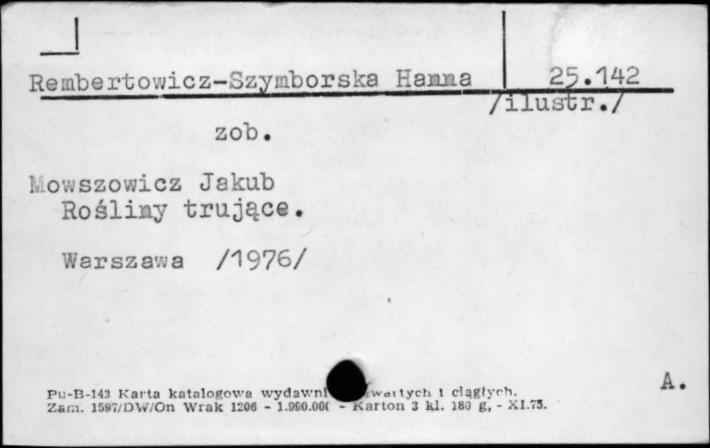 Rembertowicz-Szymborska Hanna 25.142
/ilustr./
zob.
Mowszowicz Jakub
Rośliny trujące.
Warszawa /1976/
A.
Pu-B-143 Karta katalogowa wydawni ciągłych.
Zam. 1597/DW/On Wrak 1206 - 1.990.000 - Karton 3 kl. 180 g. - XI.75.